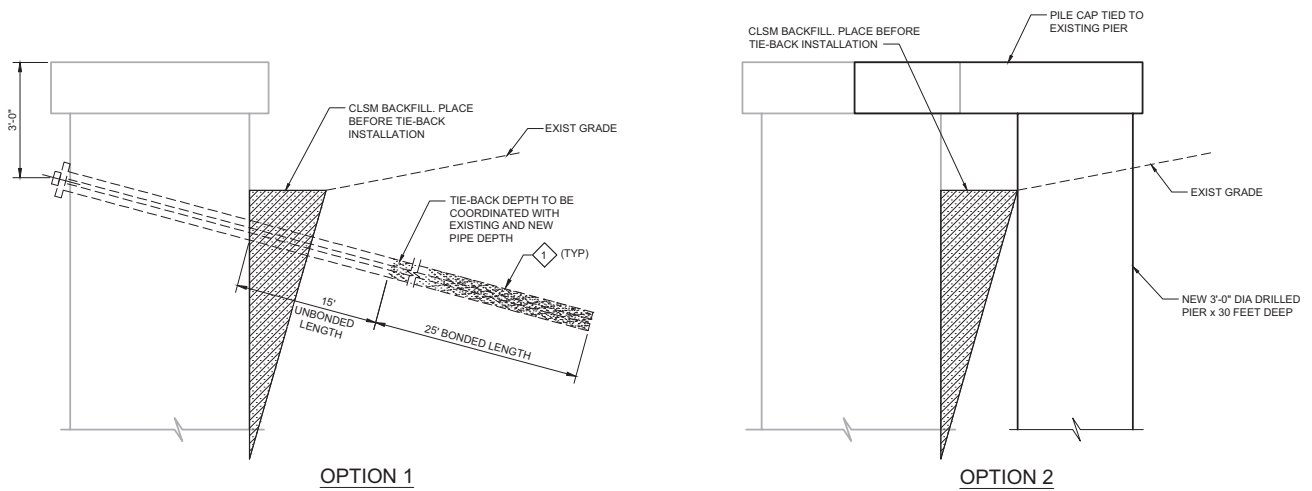 3'-0"
CLSM BACKFILL. PLACE
BEFORE TIE-BACK
INSTALLATION
EXIST GRADE
TIE-BACK DEPTH TO BE
COORDINATED WITH
EXISTING AND NEW
PIPE DEPTH
1 (TYP)
15'
UNBONDED
LENGTH
25' BONDED LENGTH
OPTION 1
CLSM BACKFILL. PLACE BEFORE
TIE-BACK INSTALLATION
PILE CAP TIED TO
EXISTING PIER
EXIST GRADE
NEW 3'-0" DIA DRILLED
PIER x 30 FEET DEEP
OPTION 2